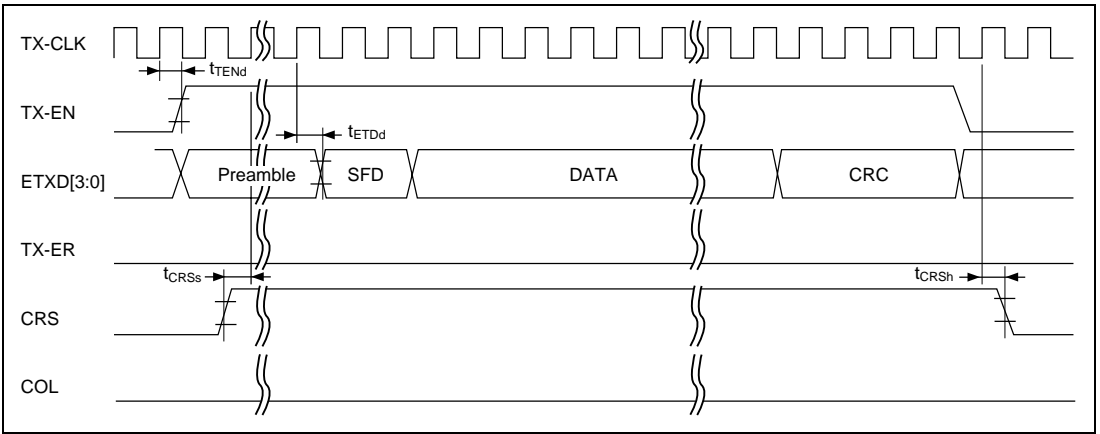 TX-CLK
tTENd
TX-EN
tETDd
ETXD[3:0] Preamble SFD DATA CRC
TX-ER
tCRSs tCRSh
CRS
COL